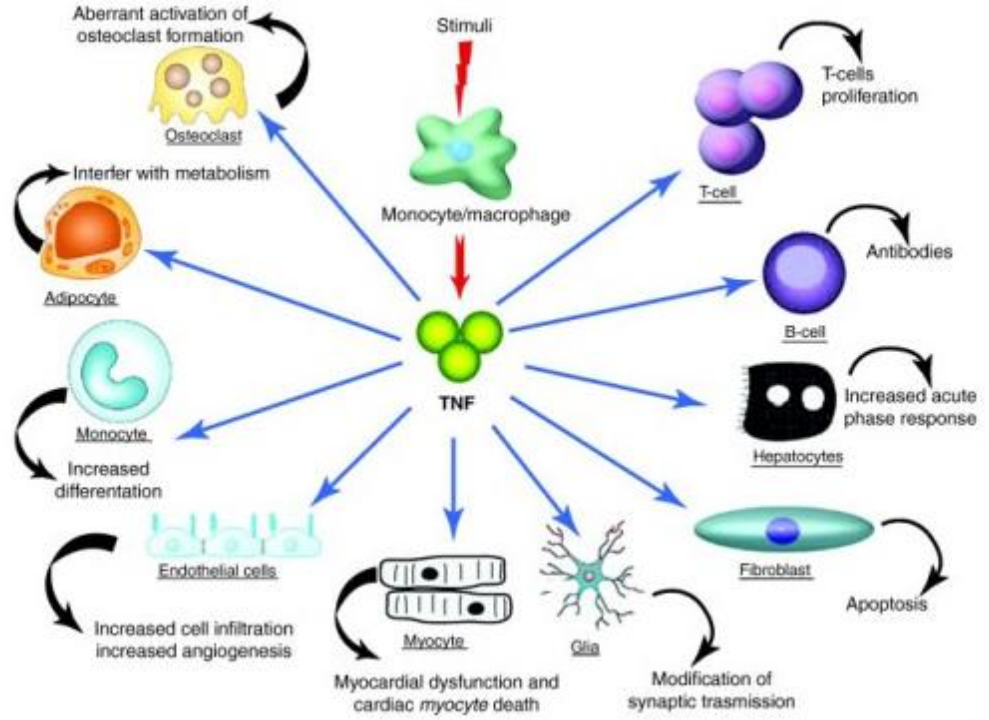 Aberrant activation of
osteoclast formation
Osteoclast
Stimuli
Monocyte/macrophage
T-cells
proliferation
T-cell
Interfer with metabolism
Adipocyte
Antibodies
B-cell
TNF
Monocyte
Increased
differentation
Increased acute
phase response
Hepatocytes
Endothelial cells
Increased cell infiltration
increased angiogenesis
Myocyte
Myocardial dysfunction and
cardiac myocyte death
Glia
Modification of
synaptic trasmission
Fibroblast
Apoptosis